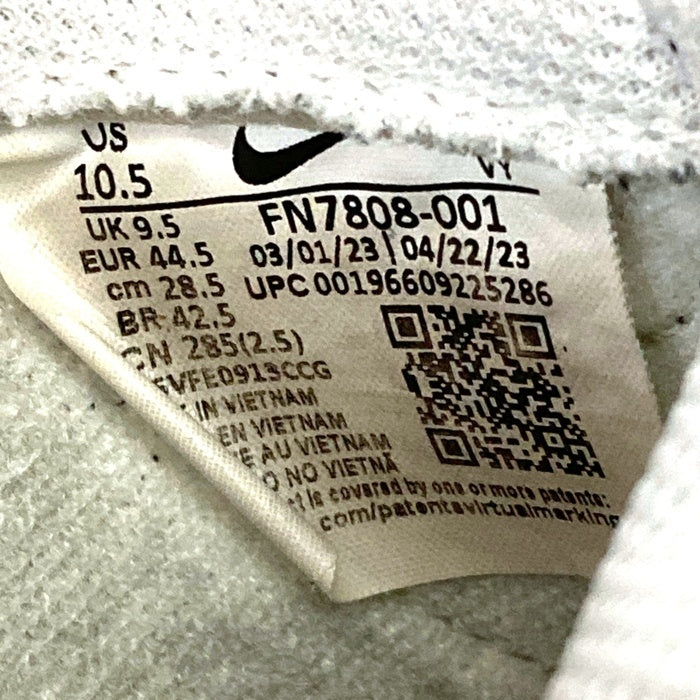 US
10.5
VY
UK 9.5
FN7808-001
EUR 44.5
03/01/23 | 04/22/23
cm 28.5
UPC 00196609225286
BR 42.5
CN 285(2.5)
VFE0913CCG
IN VIETNAM
EN VIETNAM
AU VIETNAM
NO VIETNÃ
is covered by one or more patents:
com/patentsvirtualmarking